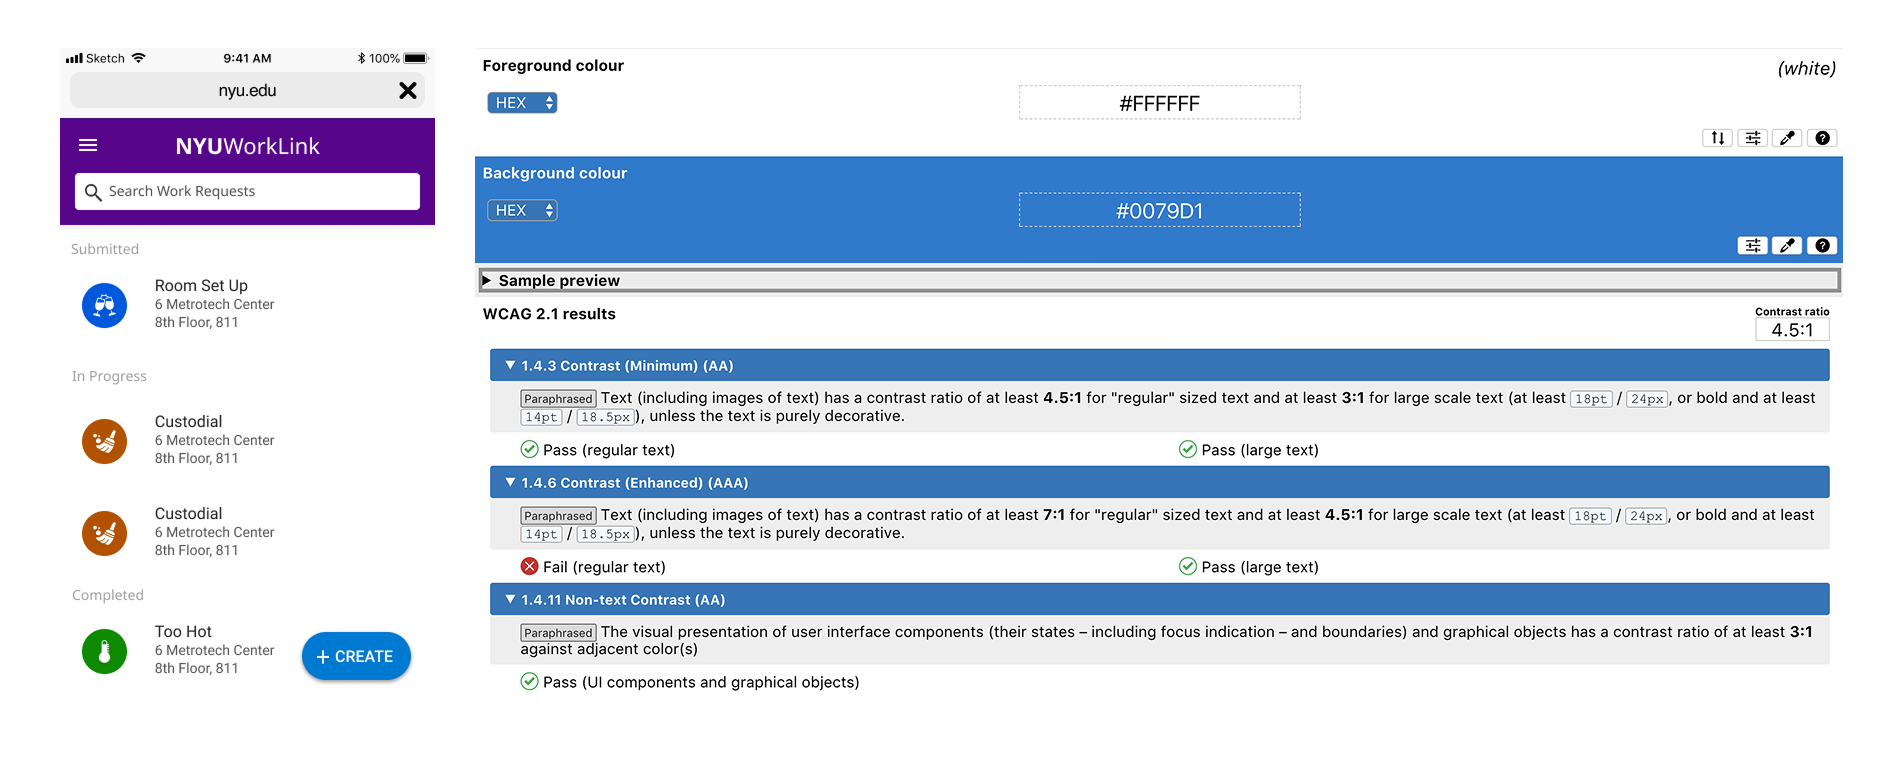 Sketch
9:41 AM
100%
nyu.edu
NYUWorkLink
Search Work Requests
Submitted
Room Set Up
6 Metrotech Center
8th Floor, 811
In Progress
Custodial
6 Metrotech Center
8th Floor, 811
Custodial
6 Metrotech Center
8th Floor, 811
Completed
Too Hot
6 Metrotech Center
8th Floor, 811
+ CREATE
Foreground colour
(white)
HEX
#FFFFFF
Background colour
HEX
#0079D1
Sample preview
WCAG 2.1 results
Contrast ratio
4.5:1
1.4.3 Contrast (Minimum) (AA)
Paraphrased Text (including images of text) has a contrast ratio of at least 4.5:1 for "regular" sized text and at least 3:1 for large scale text (at least 18pt / 24px, or bold and at least
14pt / 18.5px), unless the text is purely decorative.
Pass (regular text)
Pass (large text)
1.4.6 Contrast (Enhanced) (AAA)
Paraphrased Text (including images of text) has a contrast ratio of at least 7:1 for "regular" sized text and at least 4.5:1 for large scale text (at least 18pt / 24px, or bold and at least
14pt / 18.5px), unless the text is purely decorative.
Fail (regular text)
Pass (large text)
1.4.11 Non-text Contrast (AA)
Paraphrased The visual presentation of user interface components (their states – including focus indication – and boundaries) and graphical objects has a contrast ratio of at least 3:1
against adjacent color(s)
Pass (UI components and graphical objects)